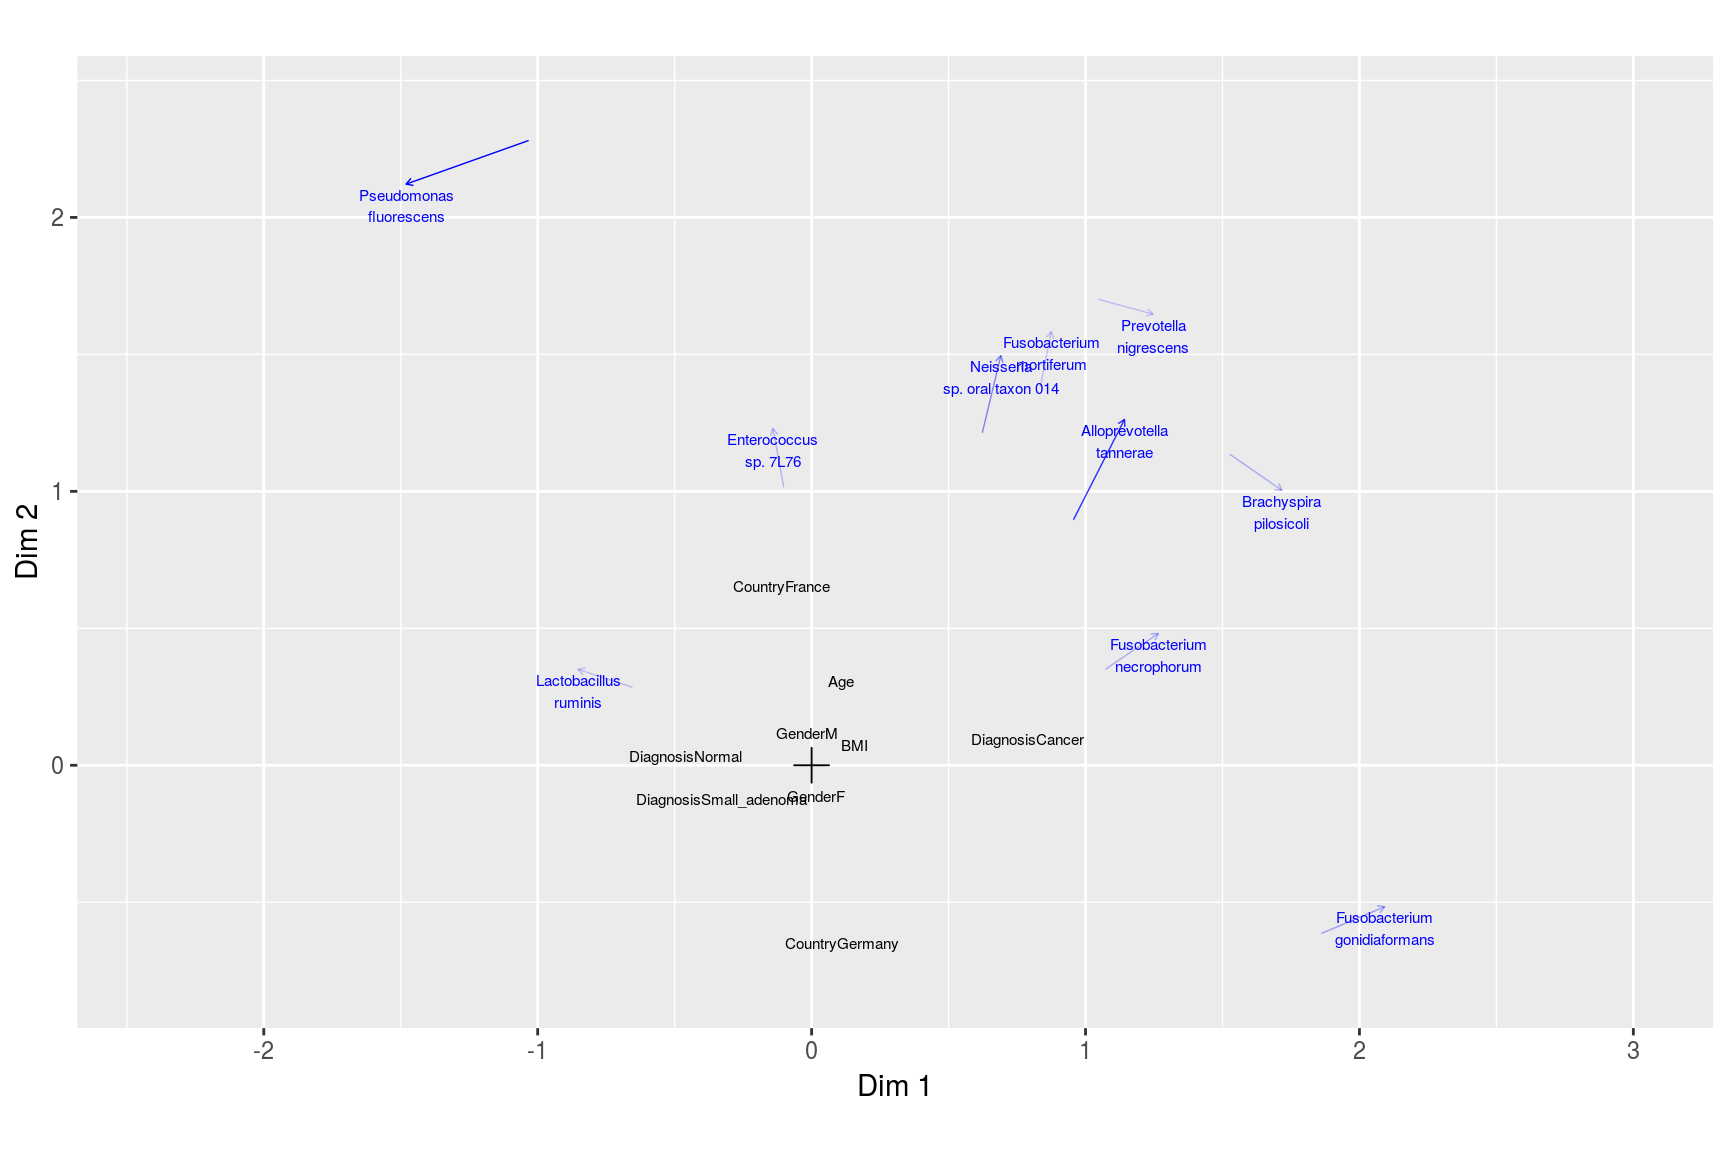 Pseudomonas
fluorescens
Prevotella
nigrescens
Fusobacterium
mortiferum
Neisseria
sp. oral taxon 014
Enterococcus
sp. 7L76
Alloprevotella
tannerae
Brachyspira
pilosicoli
CountryFrance
Fusobacterium
necrophorum
Lactobacillus
ruminis
Age
GenderM
BMI
DiagnosisCancer
DiagnosisNormal
DiagnosisSmall_adenoma
GenderF
Fusobacterium
gonidiaformans
CountryGermany
2
1
0
Dim 2
-2 -1 0 1 2 3
Dim 1